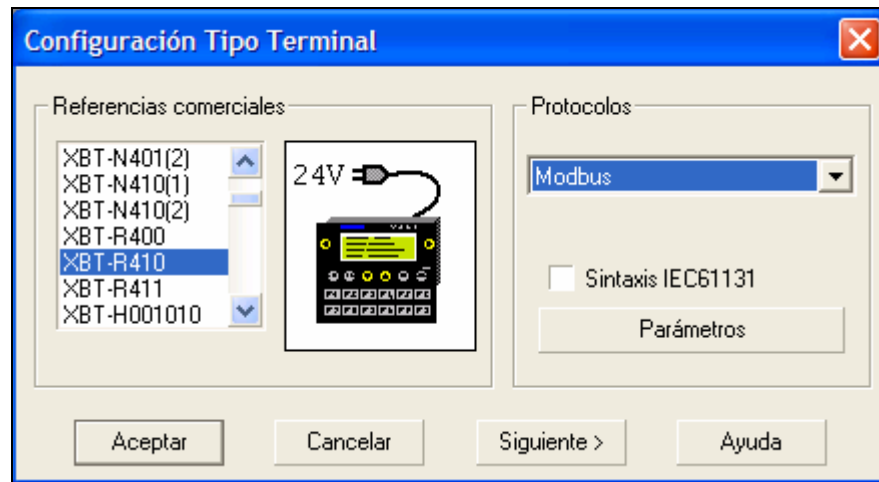 Configuración Tipo Terminal
Referencias comerciales
XBT-N401(2)
XBT-N410(1)
XBT-N410(2)
XBT-R400
XBT-R410
XBT-R411
XBT-H001010
24V
Protocolos
Modbus
Sintaxis IEC61131
Parámetros
Aceptar
Cancelar
Siguiente >
Ayuda